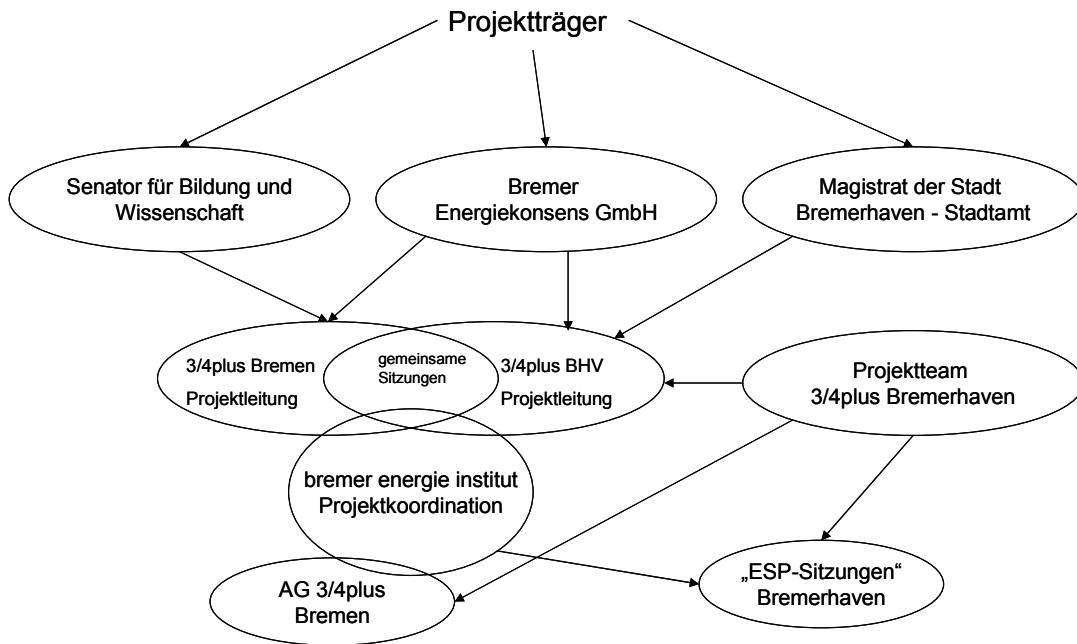 Projektträger
Senator für Bildung und
Wissenschaft
Bremer
Energiekonsens GmbH
Magistrat der Stadt
Bremerhaven - Stadtamt
3/4plus Bremen
Projektleitung
gemeinsame
Sitzungen
3/4plus BHV
Projektleitung
Projektteam
3/4plus Bremerhaven
bremer energie institut
Projektkoordination
AG 3/4plus
Bremen
„ESP-Sitzungen“
Bremerhaven